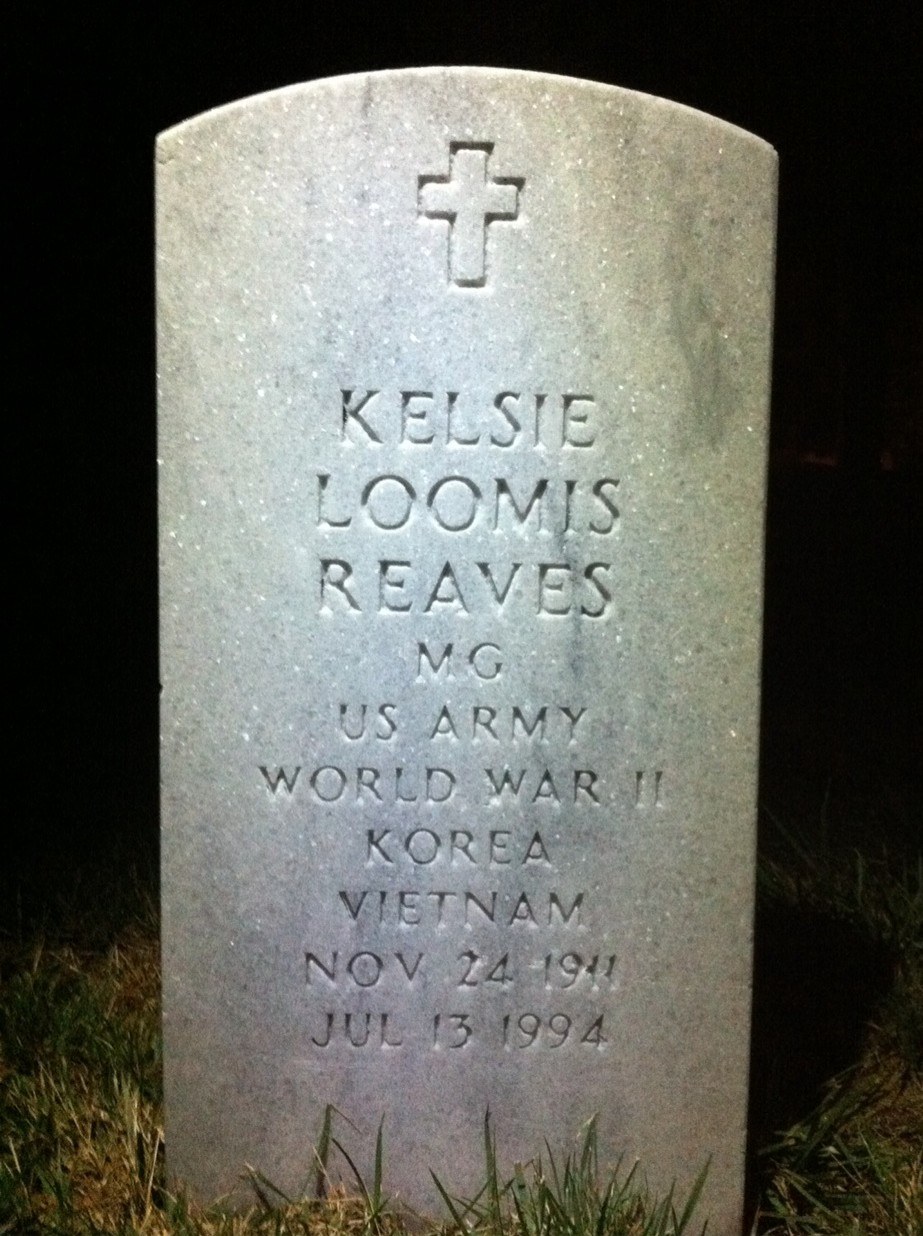 KELSIE
LOOMIS
REAVES
MG
US ARMY
WORLD WAR II
KOREA
VIETNAM
NOV 24 1911
JUL 13 1994